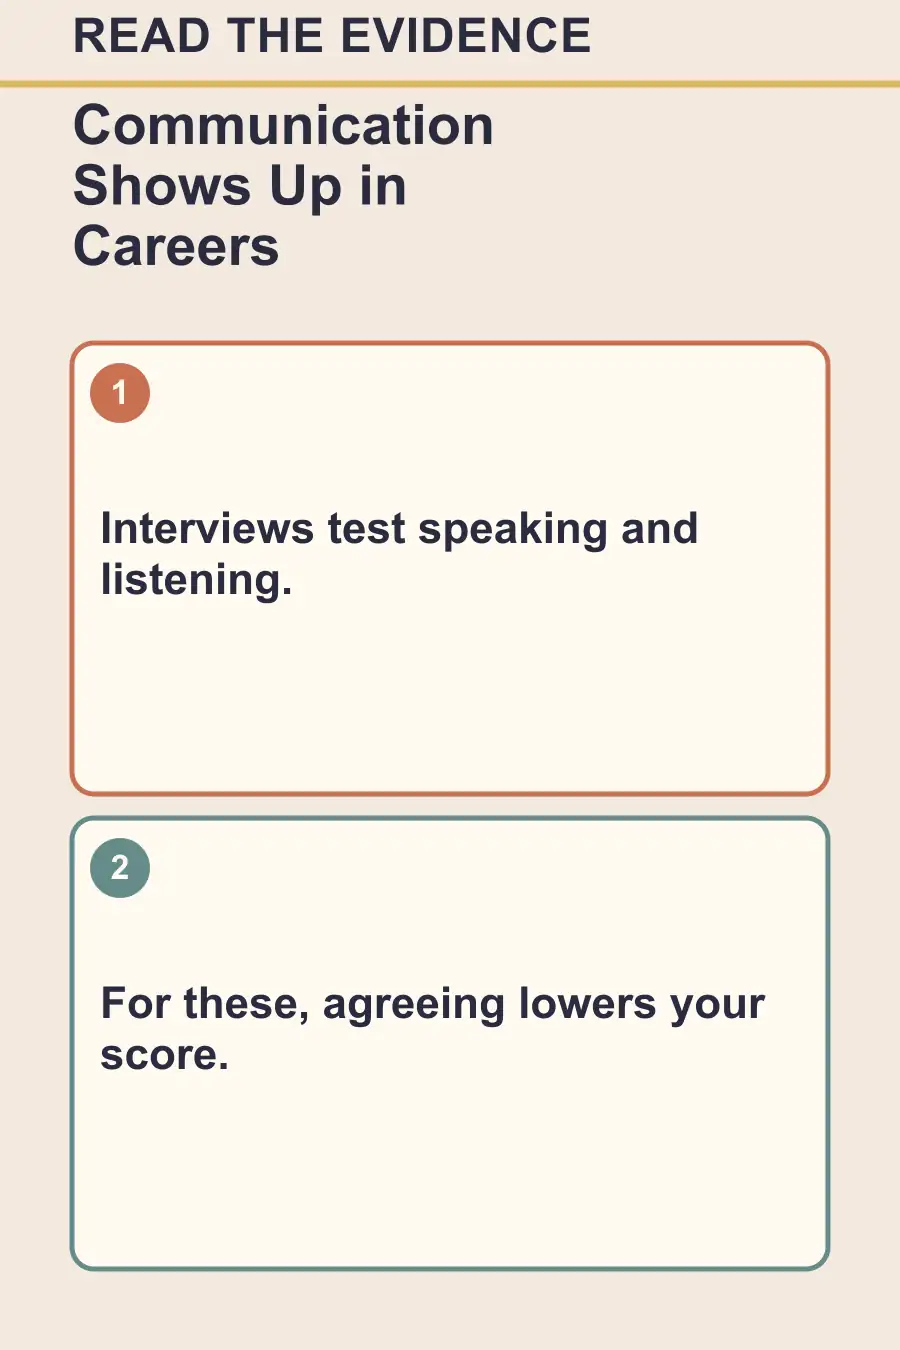 READ THE EVIDENCE
Communication
Shows Up in
Careers
1
Interviews test speaking and
listening.
2
For these, agreeing lowers your
score.